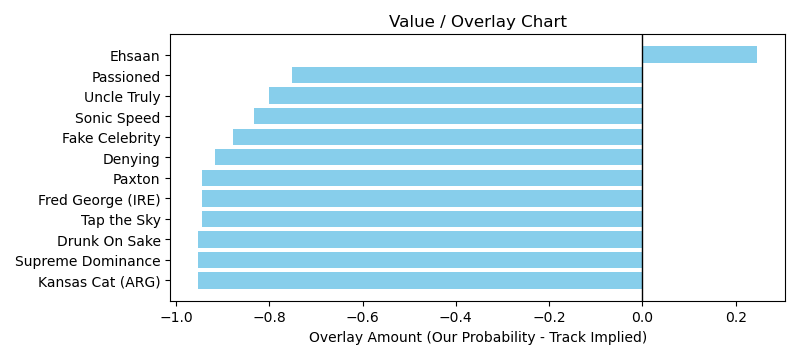 Value / Overlay Chart
Ehsaan
Passioned
Uncle Truly
Sonic Speed
Fake Celebrity
Denying
Paxton
Fred George (IRE)
Tap the Sky
Drunk On Sake
Supreme Dominance
Kansas Cat (ARG)
−1.0 −0.8 −0.6 −0.4 −0.2 0.0 0.2
Overlay Amount (Our Probability - Track Implied)